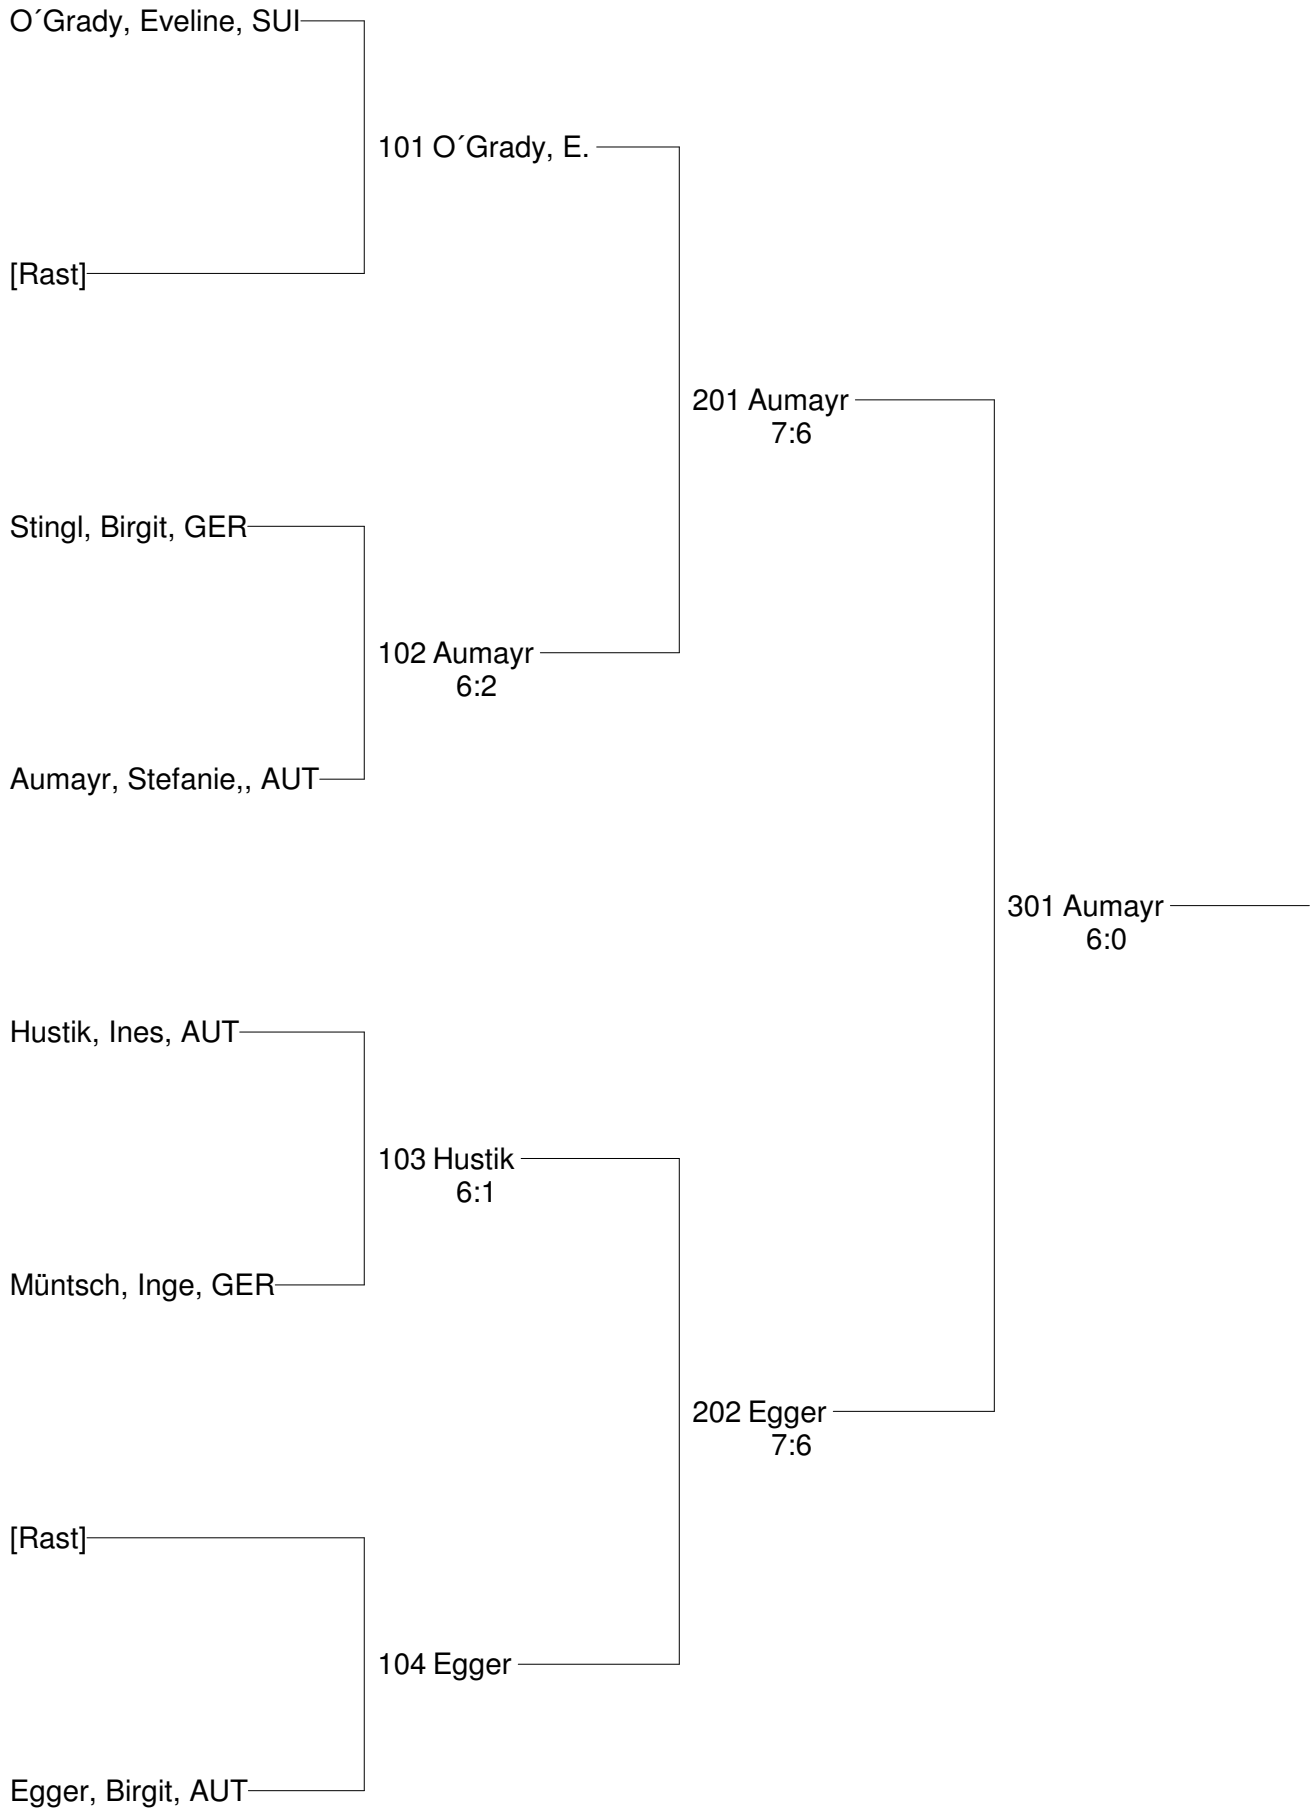 O´Grady, Eveline, SUI
101 O´Grady, E.
[Rast]
201 Aumayr
7:6
Stingl, Birgit, GER
102 Aumayr
6:2
Aumayr, Stefanie,, AUT
301 Aumayr
6:0
Hustik, Ines, AUT
103 Hustik
6:1
Müntsch, Inge, GER
202 Egger
7:6
[Rast]
104 Egger
Egger, Birgit, AUT